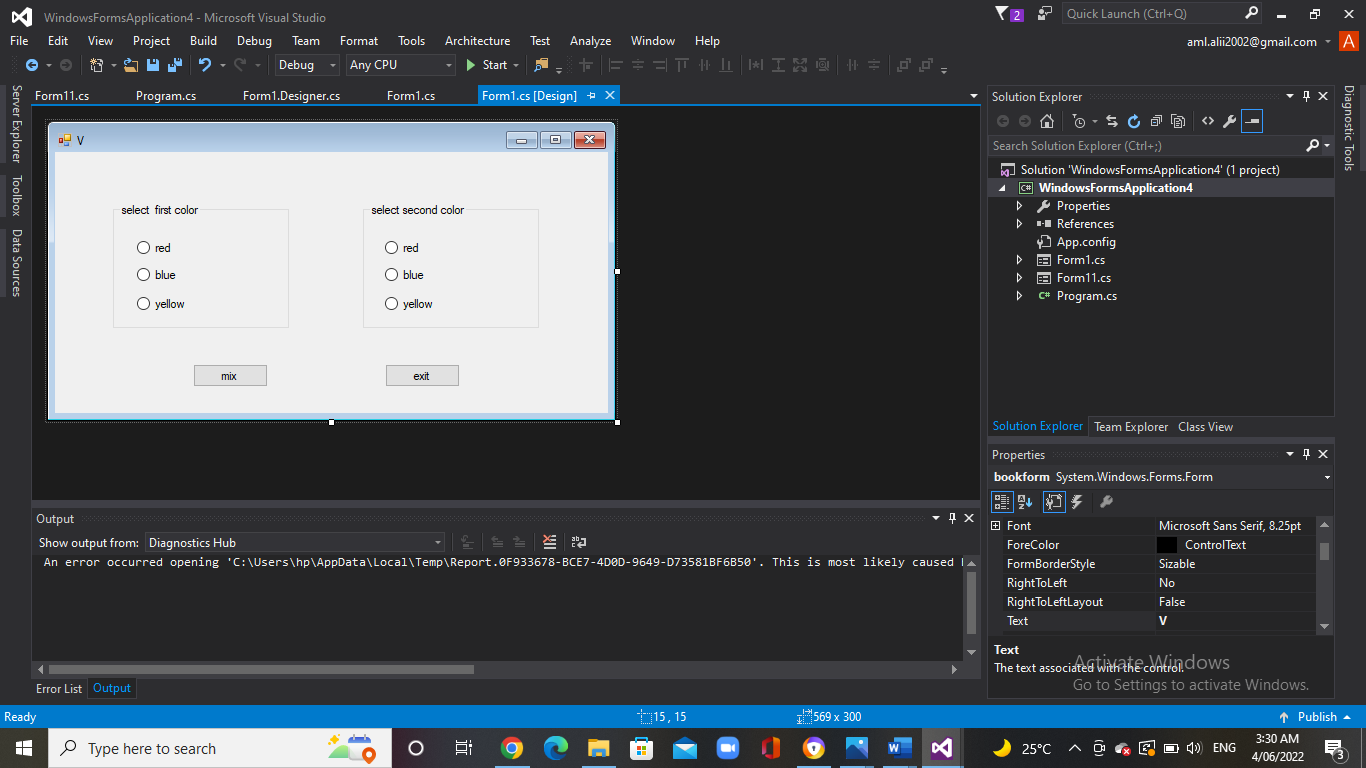 WindowsFormsApplication4 - Microsoft Visual Studio
2
Quick Launch (Ctrl+Q)
File Edit View Project Build Debug Team Format Tools Architecture Test Analyze Window Help
aml.alii2002@gmail.com
A
Debug Any CPU Start
Server Explorer
Toolbox
Data Sources
Form11.cs Program.cs Form1.Designer.cs Form1.cs Form1.cs [Design]
V
select first color
red
blue
yellow
select second color
red
blue
yellow
mix
exit
Output
Show output from: Diagnostics Hub
An error occurred opening 'C:\Users\hp\AppData\Local\Temp\Report.0F933678-BCE7-4D0D-9649-D73581BF6B50'. This is most likely caused
Error List Output
Solution Explorer
Search Solution Explorer (Ctrl+;)
Solution 'WindowsFormsApplication4' (1 project)
C# WindowsFormsApplication4
Properties
References
App.config
Form1.cs
Form11.cs
C# Program.cs
Solution Explorer Team Explorer Class View
Diagnostic Tools
Properties
bookform System.Windows.Forms.Form
Font Microsoft Sans Serif, 8.25pt
ForeColor ControlText
FormBorderStyle Sizable
RightToLeft No
RightToLeftLayout False
Text V
Text
The text associated with the control.
Activate Windows
Go to Settings to activate Windows.
Ready
15 , 15
569 x 300
Publish
Type here to search
25°C
ENG
3:30 AM
4/06/2022
3